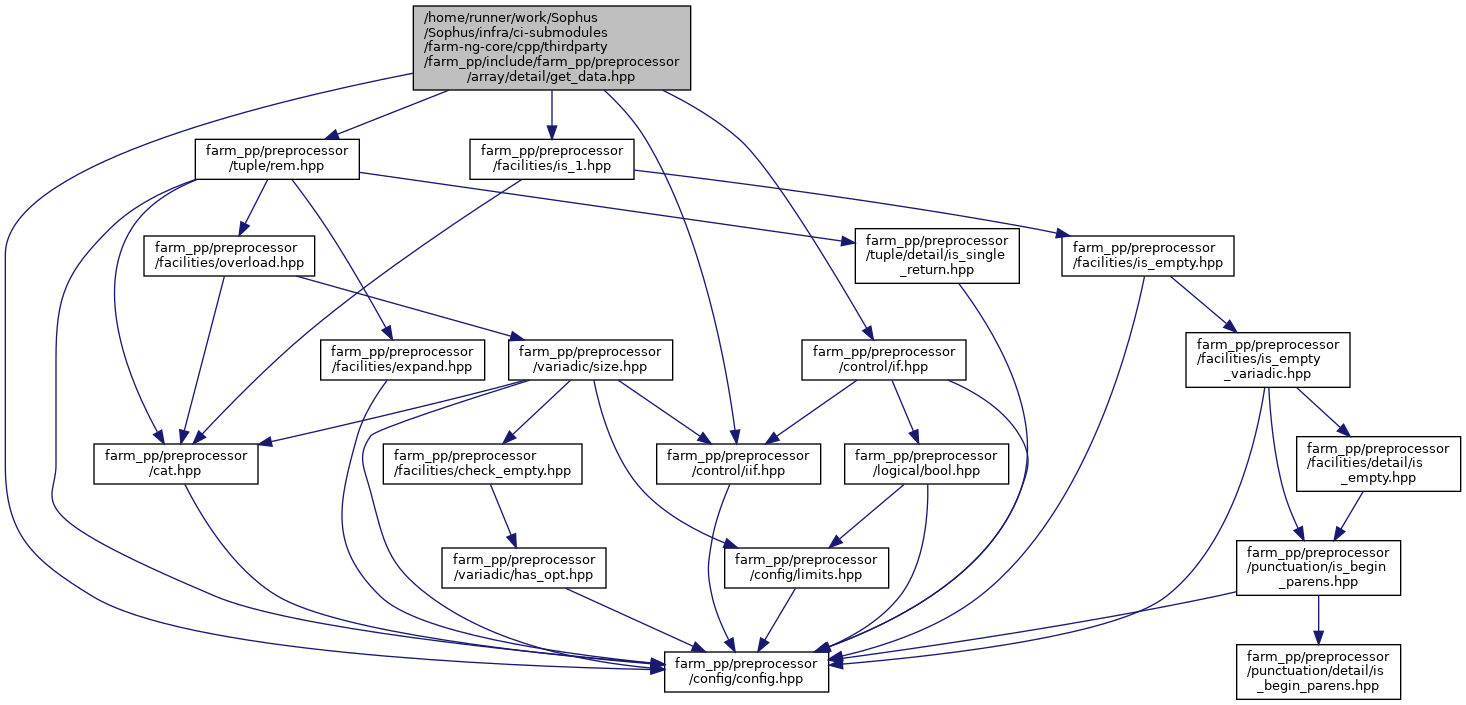 /home/runner/work/Sophus
/Sophus/infra/ci-submodules
/farm-ng-core/cpp/thirdparty
/farm_pp/include/farm_pp/preprocessor
/array/detail/get_data.hpp
farm_pp/preprocessor
/tuple/rem.hpp
farm_pp/preprocessor
/facilities/is_1.hpp
farm_pp/preprocessor
/facilities/overload.hpp
farm_pp/preprocessor
/tuple/detail/is_single
_return.hpp
farm_pp/preprocessor
/facilities/is_empty.hpp
farm_pp/preprocessor
/facilities/expand.hpp
farm_pp/preprocessor
/variadic/size.hpp
farm_pp/preprocessor
/control/if.hpp
farm_pp/preprocessor
/facilities/is_empty
_variadic.hpp
farm_pp/preprocessor
/cat.hpp
farm_pp/preprocessor
/facilities/check_empty.hpp
farm_pp/preprocessor
/control/iif.hpp
farm_pp/preprocessor
/logical/bool.hpp
farm_pp/preprocessor
/facilities/detail/is
_empty.hpp
farm_pp/preprocessor
/variadic/has_opt.hpp
farm_pp/preprocessor
/config/limits.hpp
farm_pp/preprocessor
/punctuation/is_begin
_parens.hpp
farm_pp/preprocessor
/config/config.hpp
farm_pp/preprocessor
/punctuation/detail/is
_begin_parens.hpp